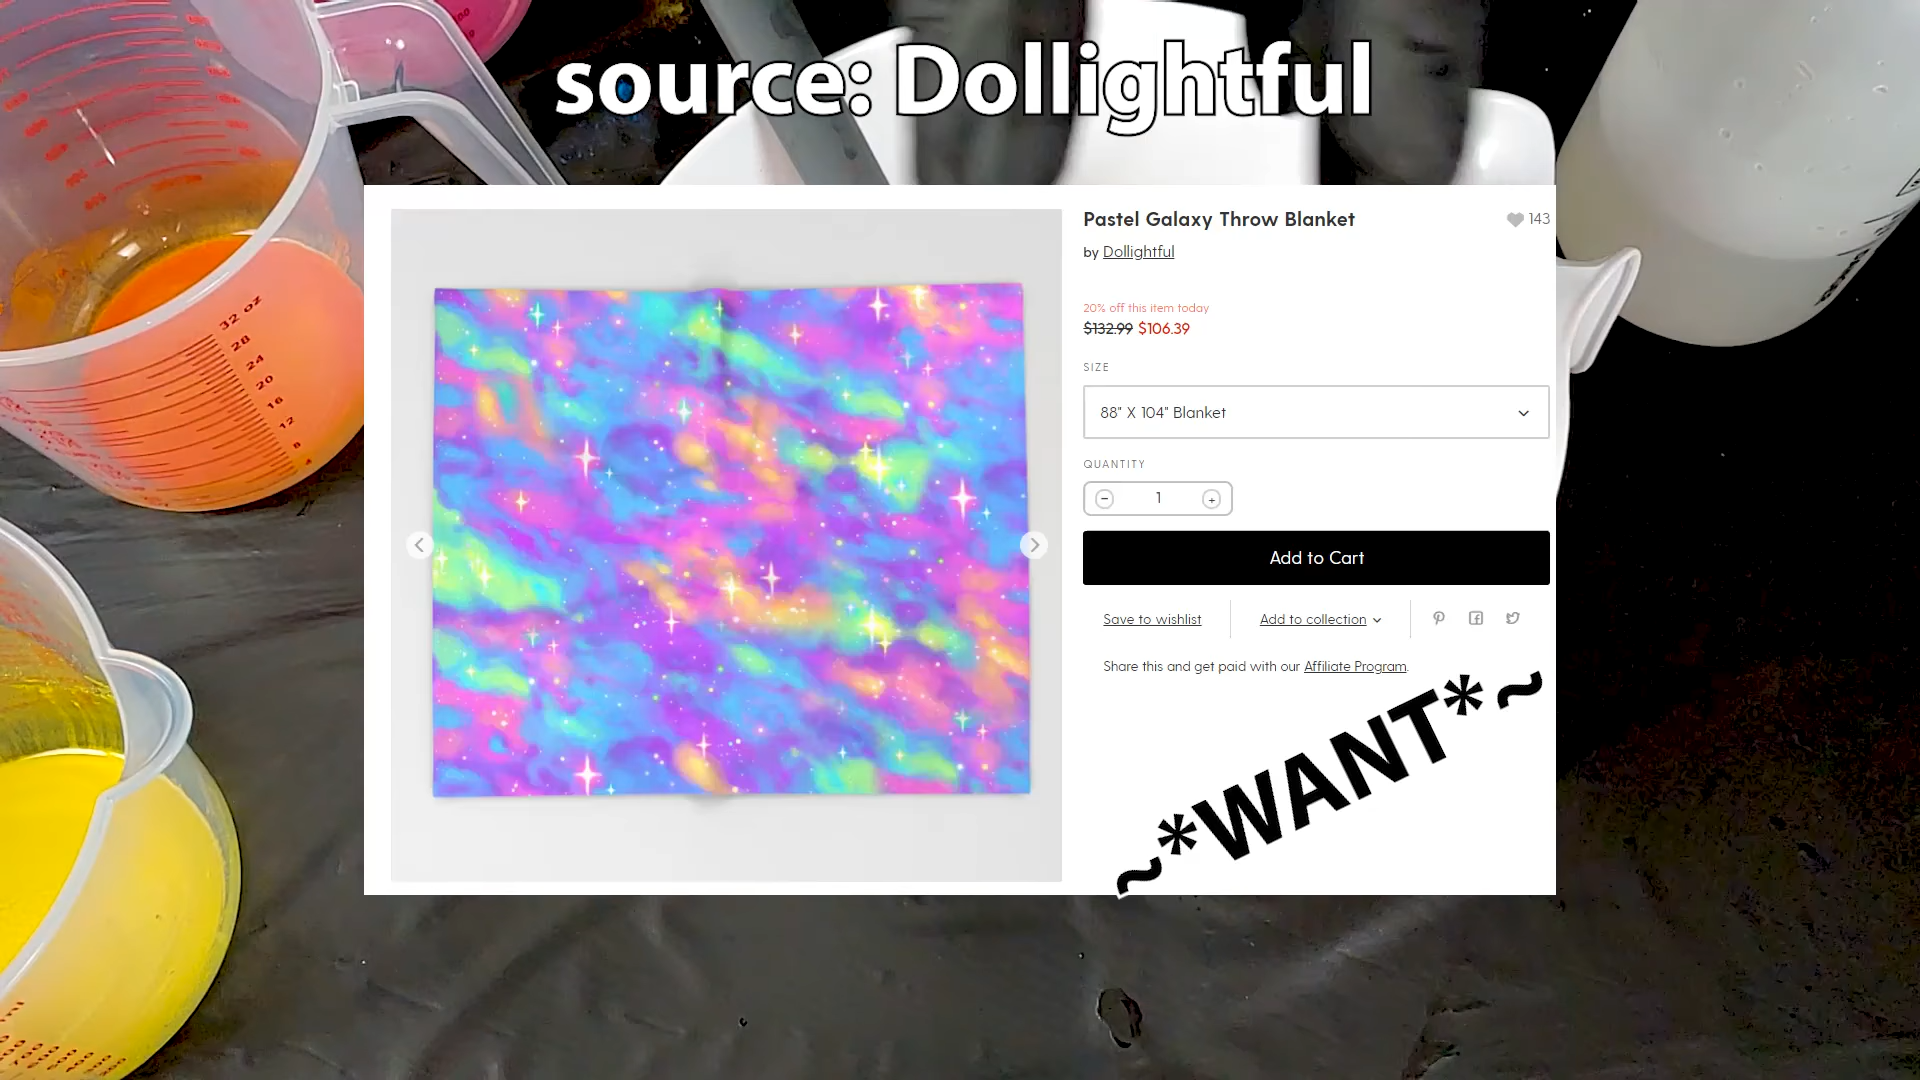 source: Dollightful
Pastel Galaxy Throw Blanket
143
by Dollightful
20% off this item today
$132.99 $106.39
SIZE
88" X 104" Blanket
QUANTITY
1
Add to Cart
Save to wishlist
Add to collection
Share this and get paid with our Affiliate Program.
~*WANT*~
32 oz
28
24
20
16
12
8
4